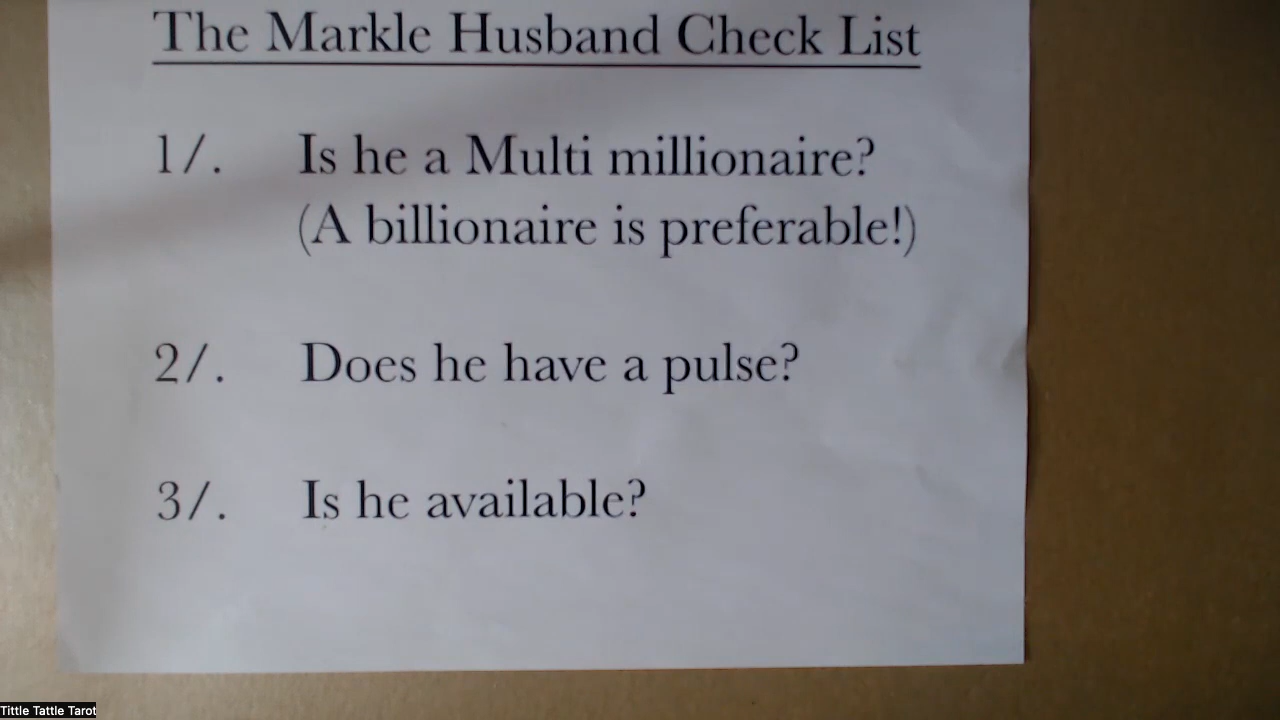 The Markle Husband Check List
1/. Is he a Multi millionaire?
(A billionaire is preferable!)
2/. Does he have a pulse?
3/. Is he available?
Tittle Tattle Tarot